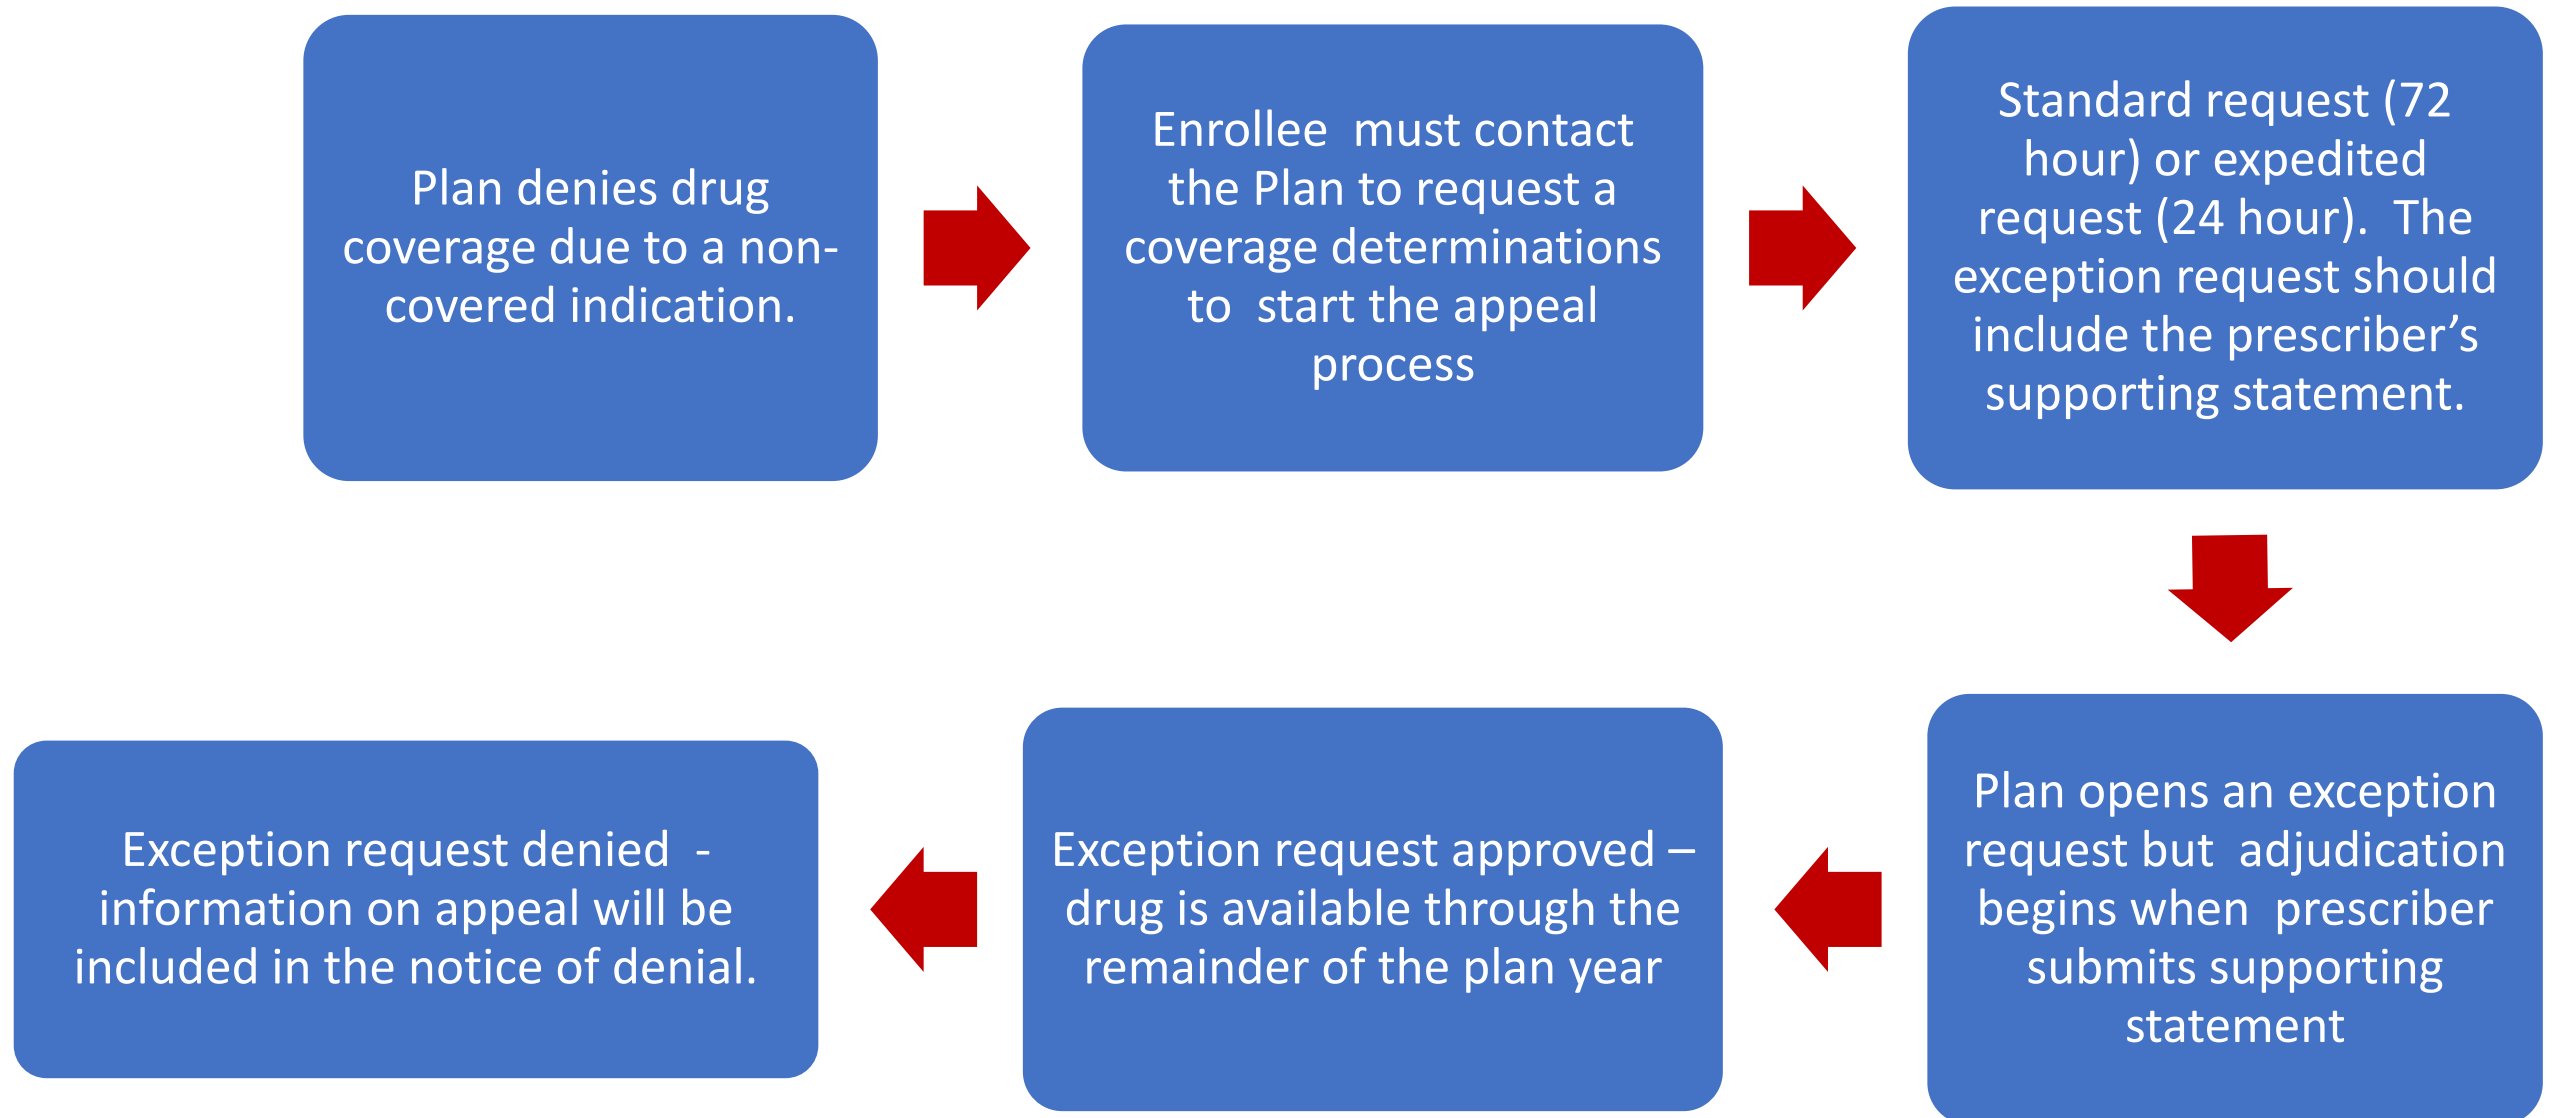 Plan denies drug
coverage due to a non-
covered indication.
Enrollee  must contact
the Plan to request a
coverage determinations
to  start the appeal
process
Standard request (72
hour) or expedited
request (24 hour).  The
exception request should
include the prescriber’s
supporting statement.
Plan opens an exception
request but  adjudication
begins when  prescriber
submits supporting
statement
Exception request approved –
drug is available through the
remainder of the plan year
Exception request denied  -
information on appeal will be
included in the notice of denial.